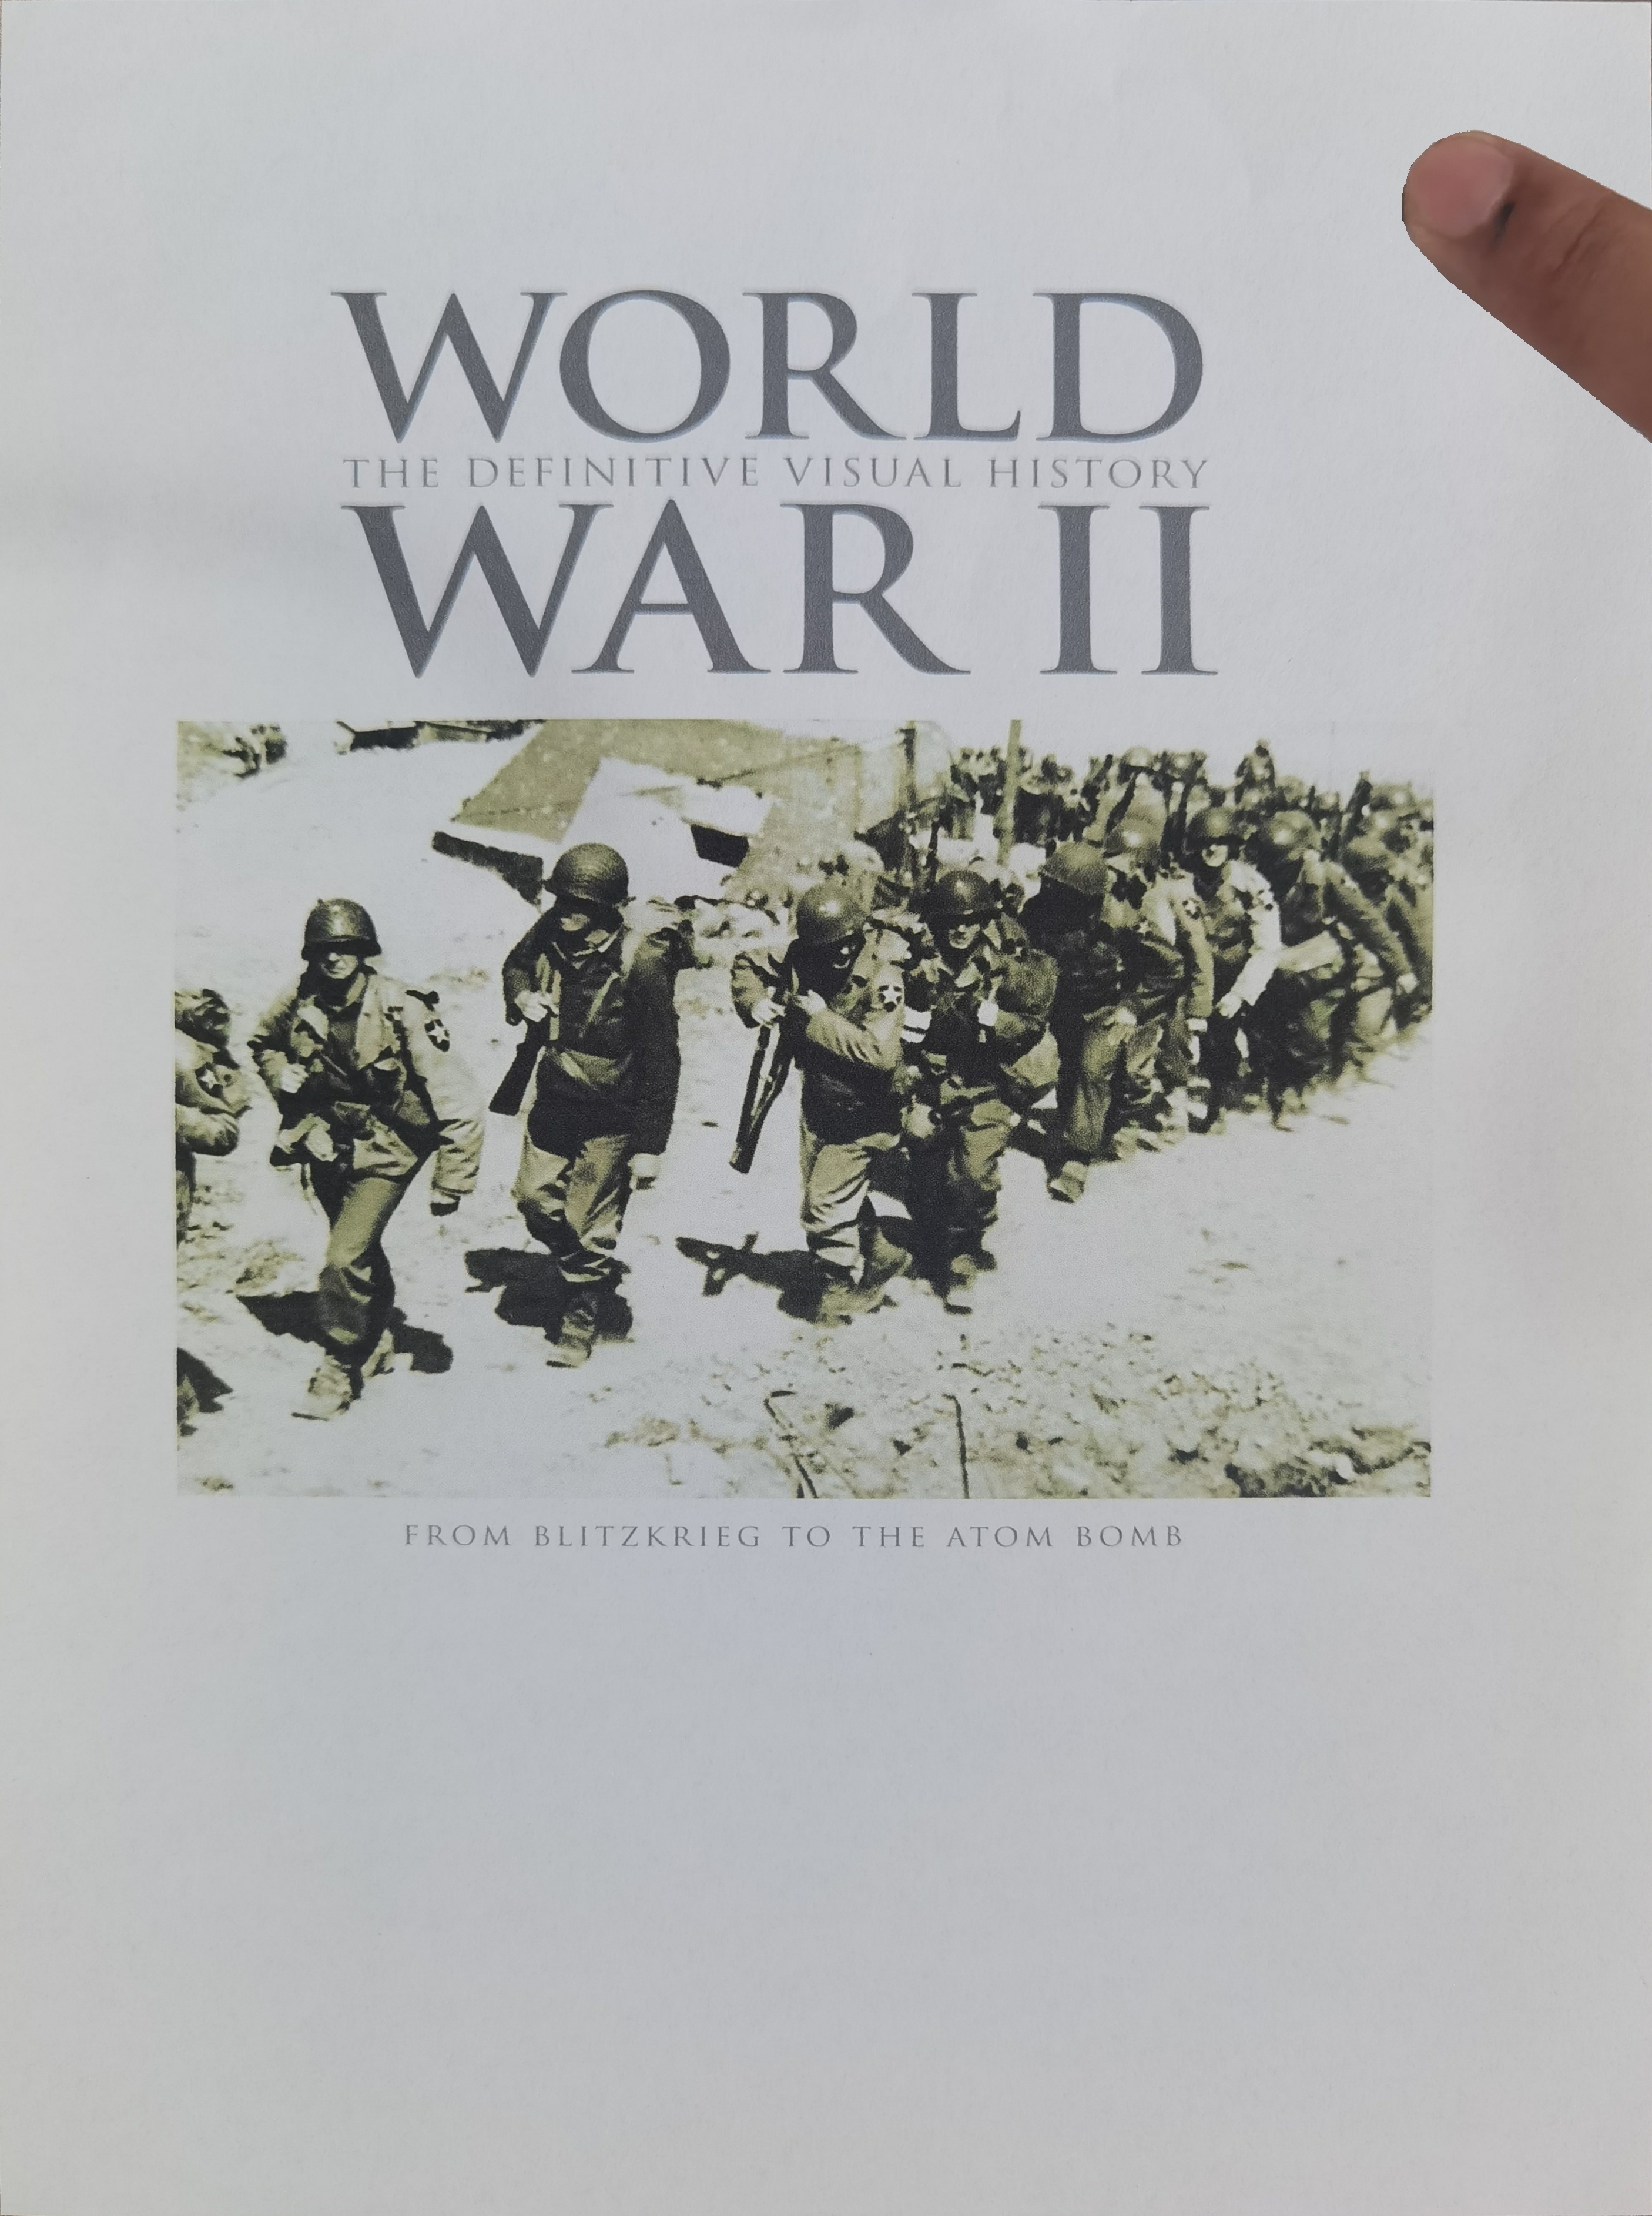 WORLD
THE DEFINITIVE VISUAL HISTORY
WAR II
FROM BLITZKRIEG TO THE ATOM BOMB